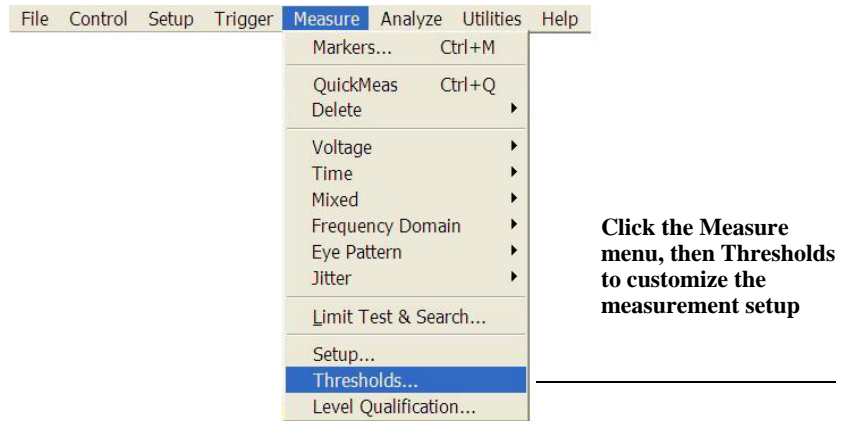 File Control Setup Trigger Measure Analyze Utilities Help
Markers... Ctrl+M
QuickMeas Ctrl+Q
Delete
Voltage
Time
Mixed
Frequency Domain
Eye Pattern
Jitter
Limit Test & Search...
Setup...
Thresholds...
Level Qualification...
Click the Measure
menu, then Thresholds
to customize the
measurement setup